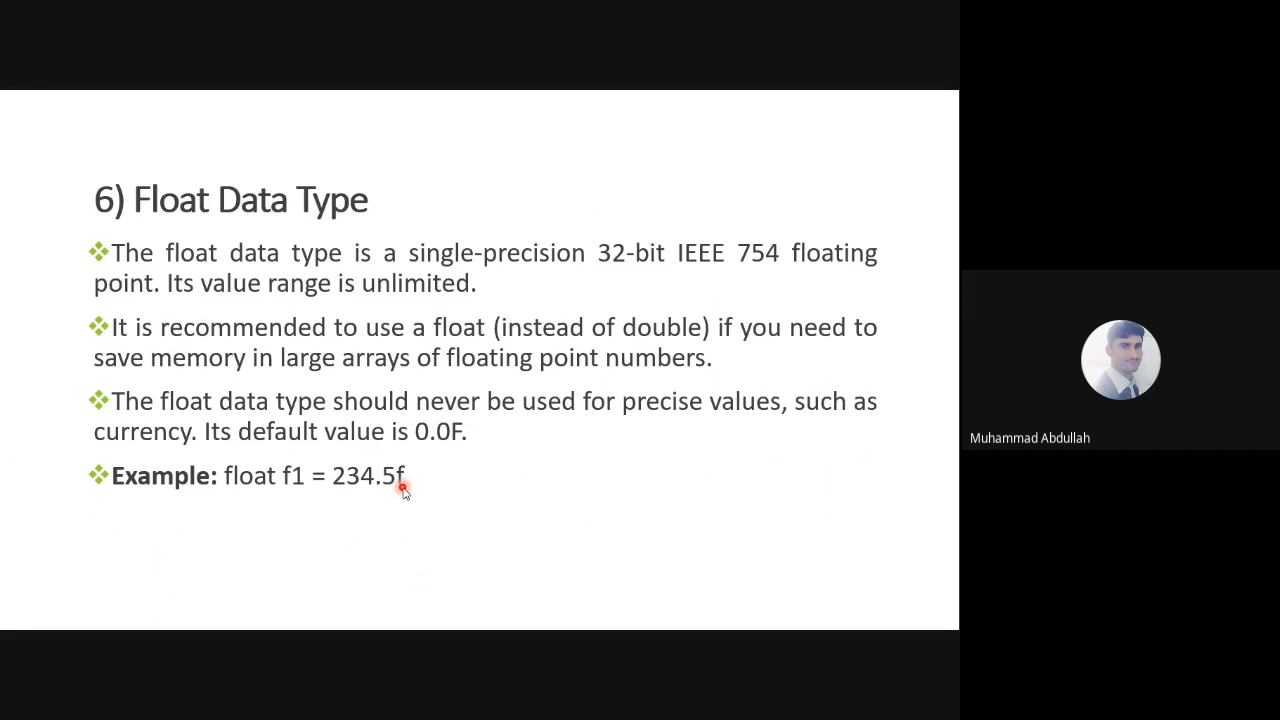 6) Float Data Type
The float data type is a single-precision 32-bit IEEE 754 floating
point. Its value range is unlimited.
It is recommended to use a float (instead of double) if you need to
save memory in large arrays of floating point numbers.
The float data type should never be used for precise values, such as
currency. Its default value is 0.0F.
Example: float f1 = 234.5f
Muhammad Abdullah